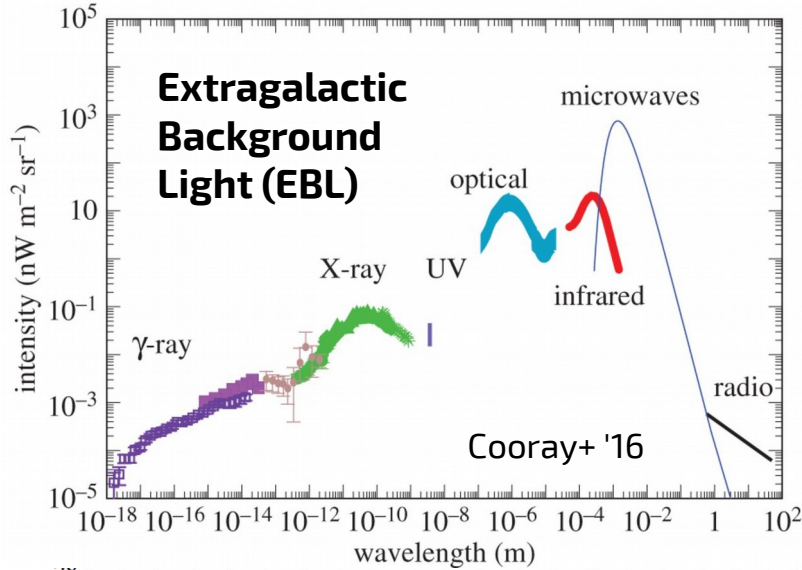 Extragalactic
Background
Light (EBL)
microwaves
optical
X-ray
UV
infrared
γ-ray
radio
Cooray+ '16
intensity (nW m⁻² sr⁻¹)
10⁵
10³
10
1
10⁻¹
10⁻³
10⁻⁵
10⁻¹⁸ 10⁻¹⁶ 10⁻¹⁴ 10⁻¹² 10⁻¹⁰ 10⁻⁸ 10⁻⁶ 10⁻⁴ 10⁻² 1 10²
wavelength (m)